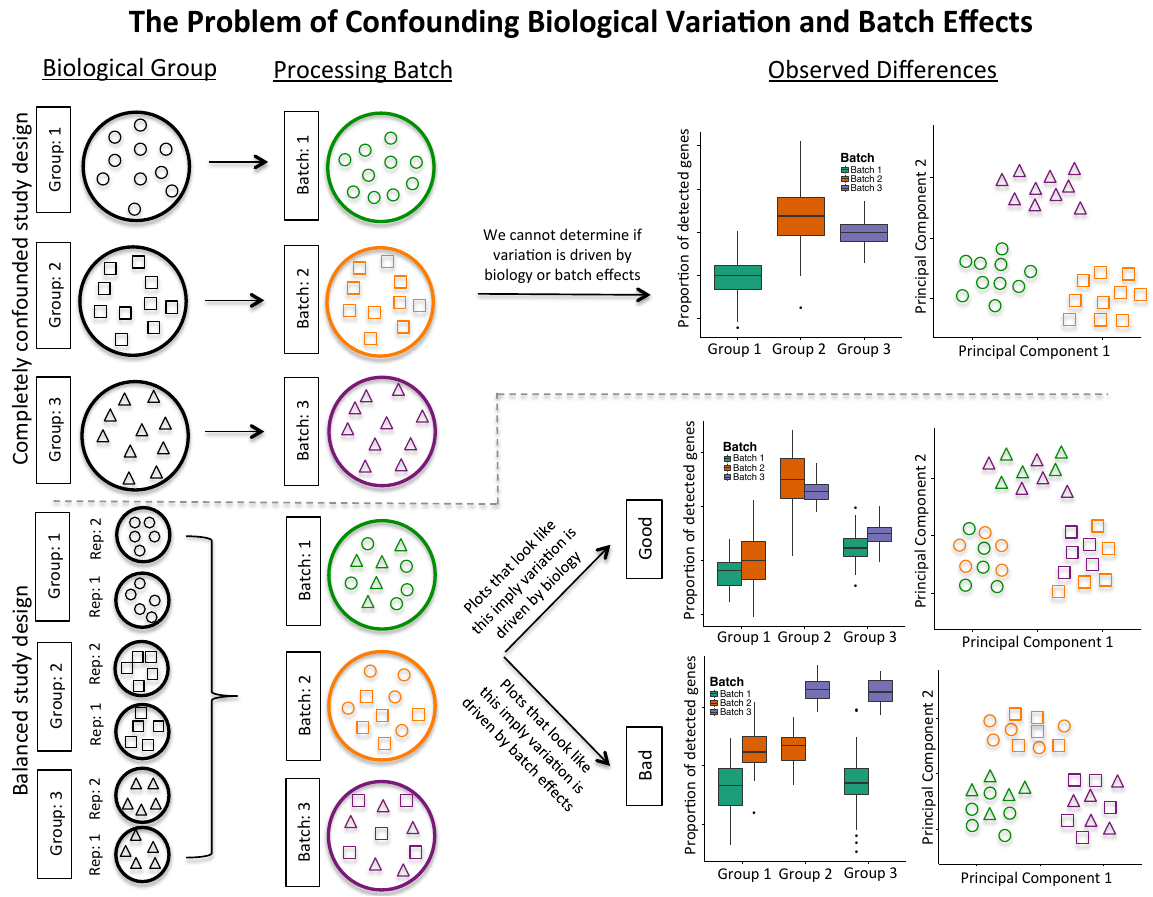 The Problem of Confounding Biological Variation and Batch Effects
Biological Group
Processing Batch
Observed Differences
Completely confounded study design
Group: 1
Batch: 1
Group: 2
Batch: 2
Group: 3
Batch: 3
We cannot determine if
variation is driven by
biology or batch effects
Proportion of detected genes
Batch
Batch 1
Batch 2
Batch 3
Group 1
Group 2
Group 3
Principal Component 2
Principal Component 1
Balanced study design
Group: 1
Rep: 2
Rep: 1
Group: 2
Rep: 2
Rep: 1
Group: 3
Rep: 2
Rep: 1
Batch: 1
Batch: 2
Batch: 3
Plots that look like
this imply variation is
driven by biology
Good
Proportion of detected genes
Batch
Batch 1
Batch 2
Batch 3
Group 1
Group 2
Group 3
Principal Component 2
Principal Component 1
Plots that look like
this imply variation is
driven by batch effects
Bad
Proportion of detected genes
Batch
Batch 1
Batch 2
Batch 3
Group 1
Group 2
Group 3
Principal Component 2
Principal Component 1